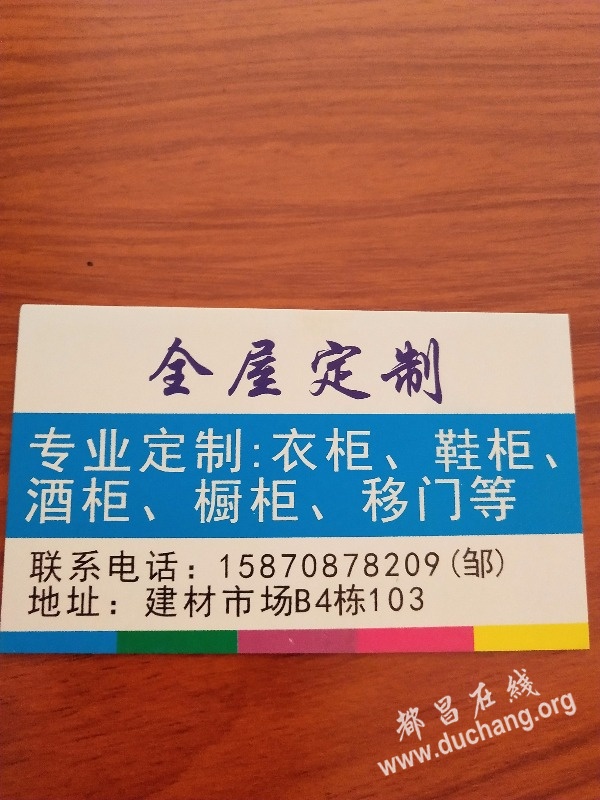 全屋定制
专业定制:衣柜、鞋柜、
酒柜、橱柜、移门等
联系电话：15870878209(邹)
地址：建材市场B4栋103
都昌在线
www.duchang.org